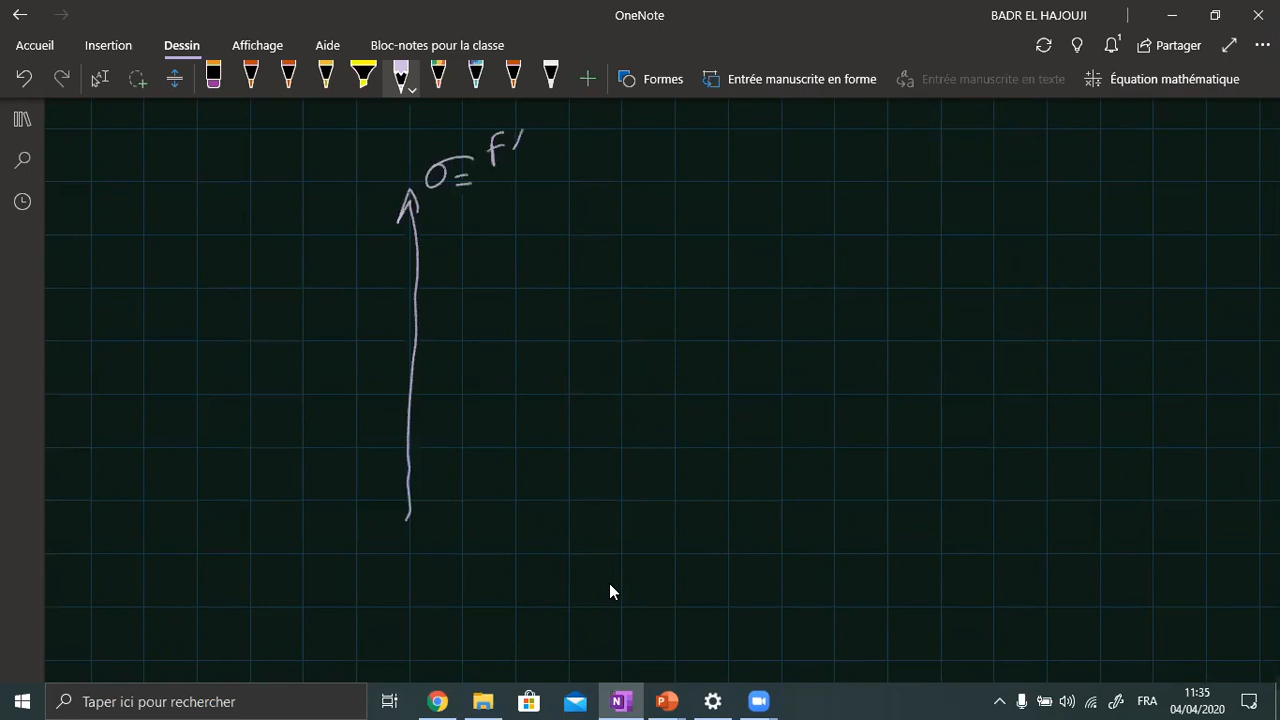 OneNote
BADR EL HAJOUJI
Accueil Insertion Dessin Affichage Aide Bloc-notes pour la classe
1 Partager
Formes Entrée manuscrite en forme Entrée manuscrite en texte Équation mathématique
σ = f
Taper ici pour rechercher
N P FRA 11:35
04/04/2020